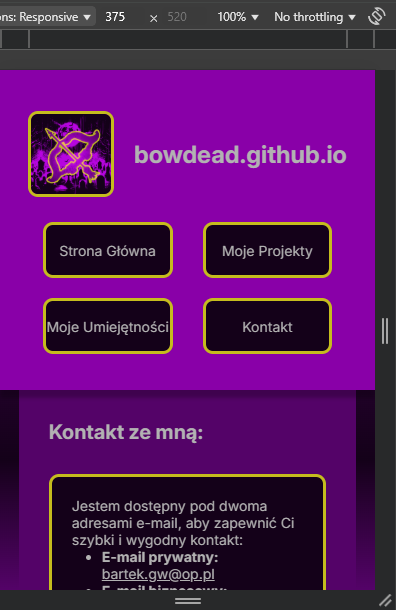 ons: Responsive
375
×
520
100%
No throttling
bowdead.github.io
Strona Główna
Moje Projekty
Moje Umiejętności
Kontakt
Kontakt ze mną:
Jestem dostępny pod dwoma
adresami e-mail, aby zapewnić Ci
szybki i wygodny kontakt:
• E-mail prywatny:
bartek.gw@op.pl
• E-mail biznesowy: